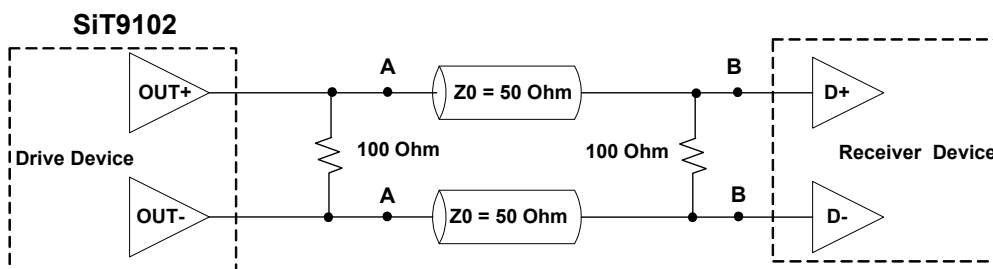 SiT9102
OUT+
A
Z0 = 50 Ohm
B
D+
Drive Device
100 Ohm
100 Ohm
Receiver Device
OUT-
A
Z0 = 50 Ohm
B
D-